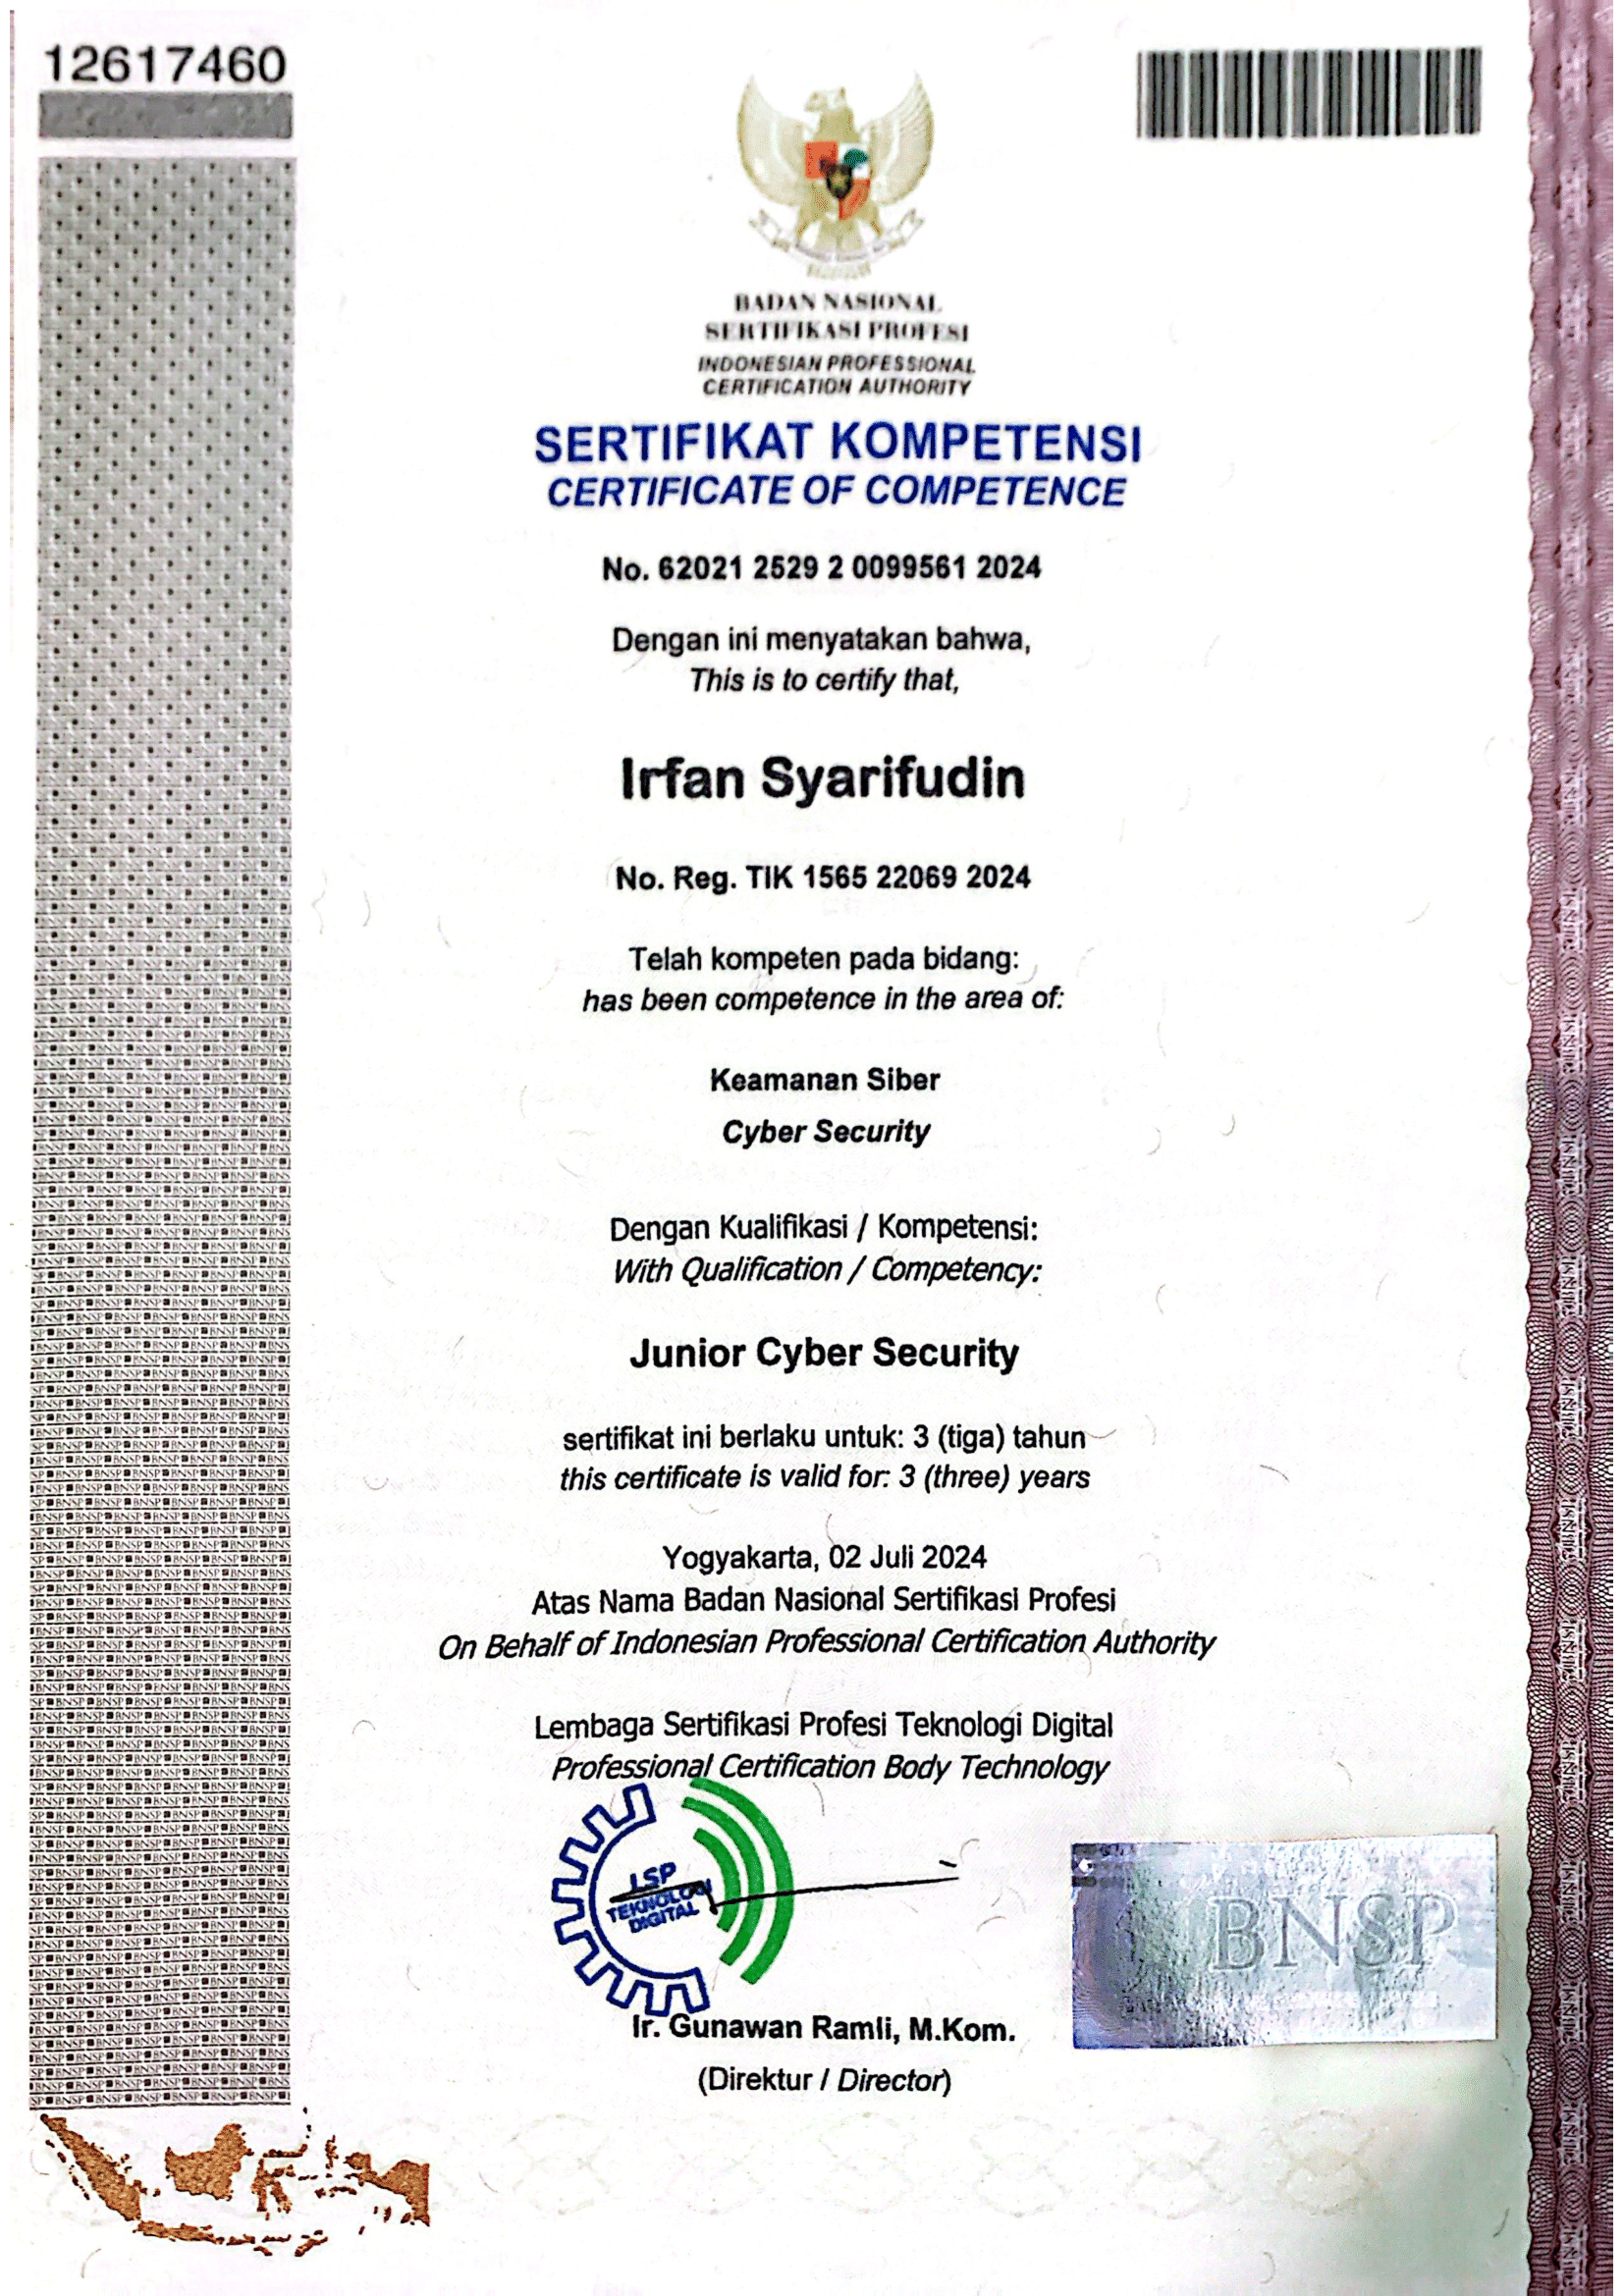 12617460
BADAN NASIONAL
SERTIFIKASI PROFESI
INDONESIAN PROFESSIONAL
CERTIFICATION AUTHORITY
SERTIFIKAT KOMPETENSI
CERTIFICATE OF COMPETENCE
No. 62021 2529 2 0099561 2024
Dengan ini menyatakan bahwa,
This is to certify that,
Irfan Syarifudin
No. Reg. TIK 1565 22069 2024
Telah kompeten pada bidang:
has been competence in the area of:
Keamanan Siber
Cyber Security
Dengan Kualifikasi / Kompetensi:
With Qualification / Competency:
Junior Cyber Security
sertifikat ini berlaku untuk: 3 (tiga) tahun
this certificate is valid for: 3 (three) years
Yogyakarta, 02 Juli 2024
Atas Nama Badan Nasional Sertifikasi Profesi
On Behalf of Indonesian Professional Certification Authority
Lembaga Sertifikasi Profesi Teknologi Digital
Professional Certification Body Technology
LSP
TEKNOLOGI
DIGITAL
BNSP
Ir. Gunawan Ramli, M.Kom.
(Direktur / Director)